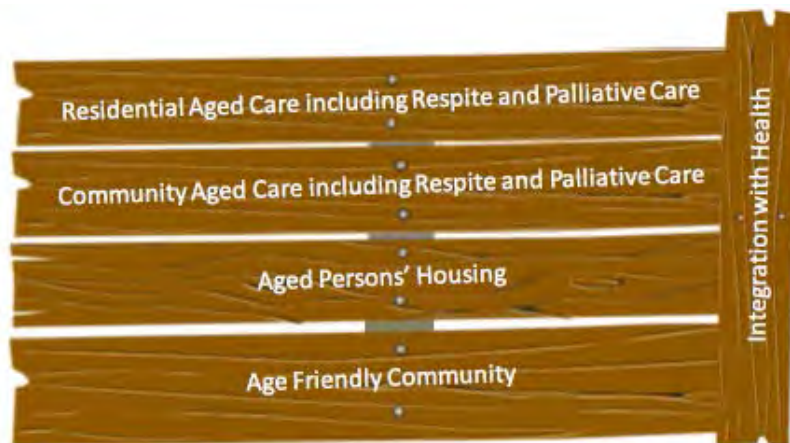 Residential Aged Care including Respite and Palliative Care
Community Aged Care including Respite and Palliative Care
Aged Persons’ Housing
Age Friendly Community
Integration with Health